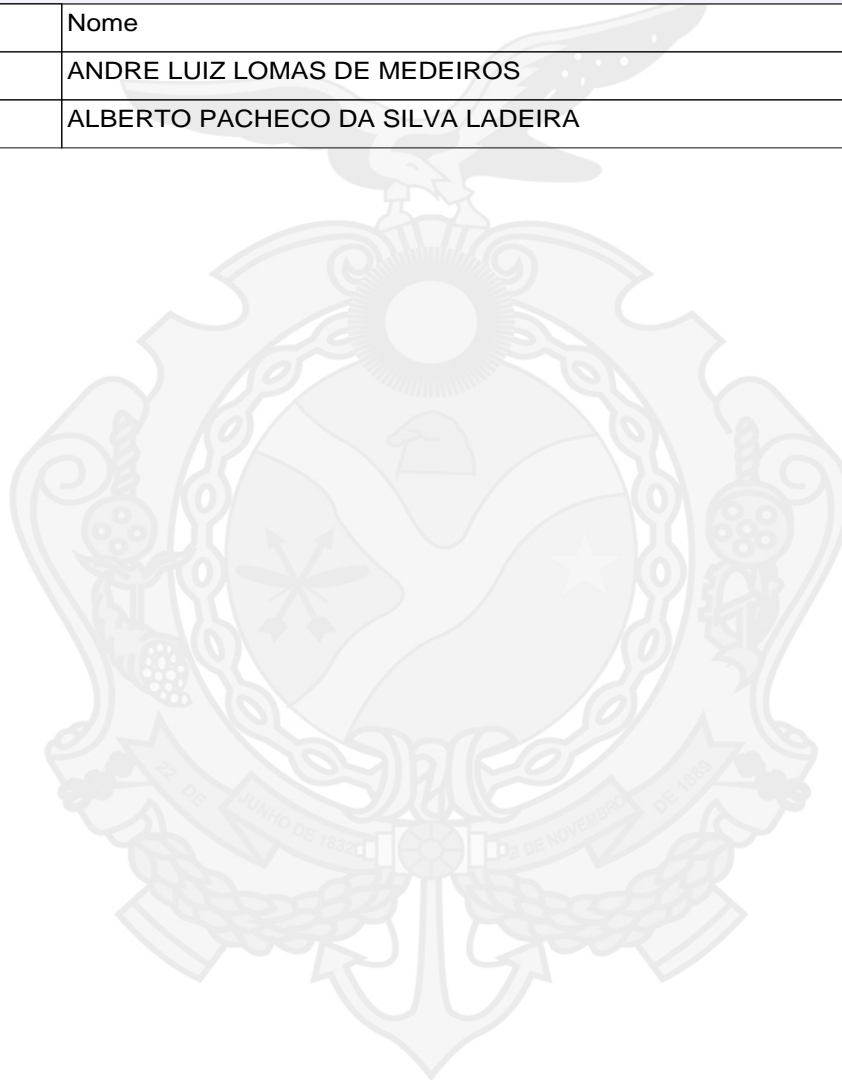 Nome
ANDRE LUIZ LOMAS DE MEDEIROS
ALBERTO PACHECO DA SILVA LADEIRA
22 DE
JUNHO DE 1832
22 DE NOVEMBRO
DE 1889